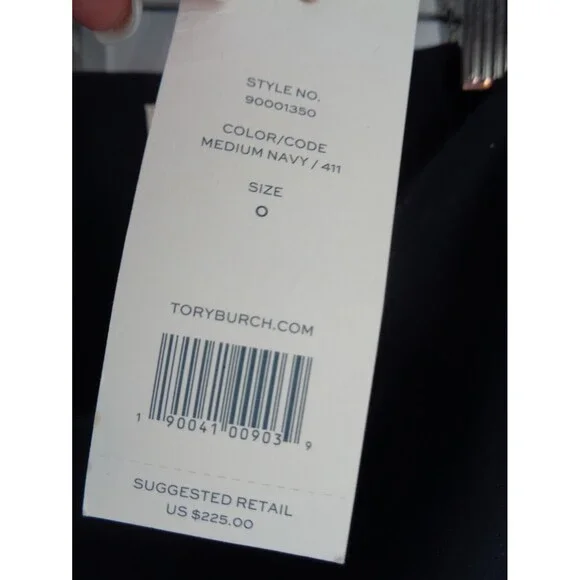 STYLE NO.
90001350
COLOR/CODE
MEDIUM NAVY / 411
SIZE
0
TORYBURCH.COM
1 90041 00903 9
SUGGESTED RETAIL
US $225.00